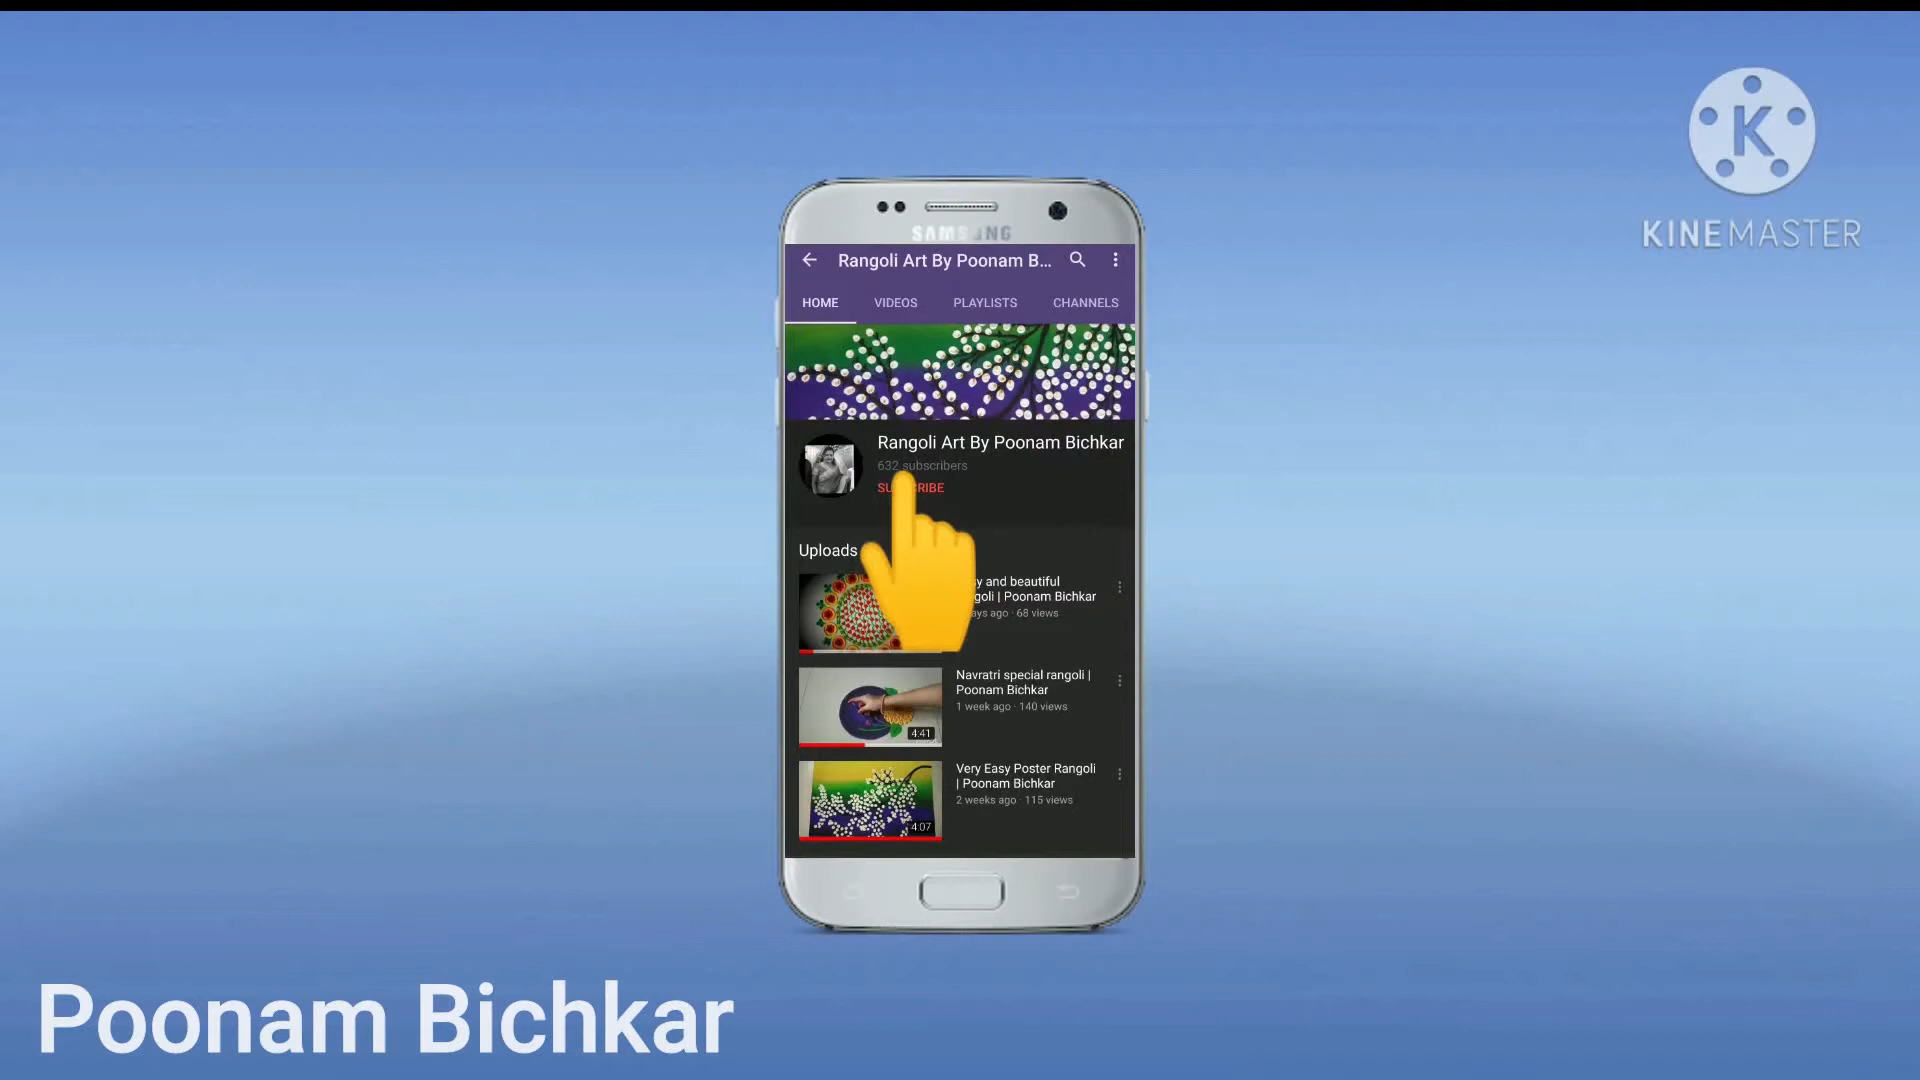 KINEMASTER
SAMSUNG
Rangoli Art By Poonam B...
HOME VIDEOS PLAYLISTS CHANNELS
Rangoli Art By Poonam Bichkar
632 subscribers
Uploads
and beautiful
| Poonam Bichkar
ago · 68 views
Navratri special rangoli |
Poonam Bichkar
1 week ago · 140 views
4:41
Very Easy Poster Rangoli
| Poonam Bichkar
2 weeks ago · 115 views
4:07
Poonam Bichkar